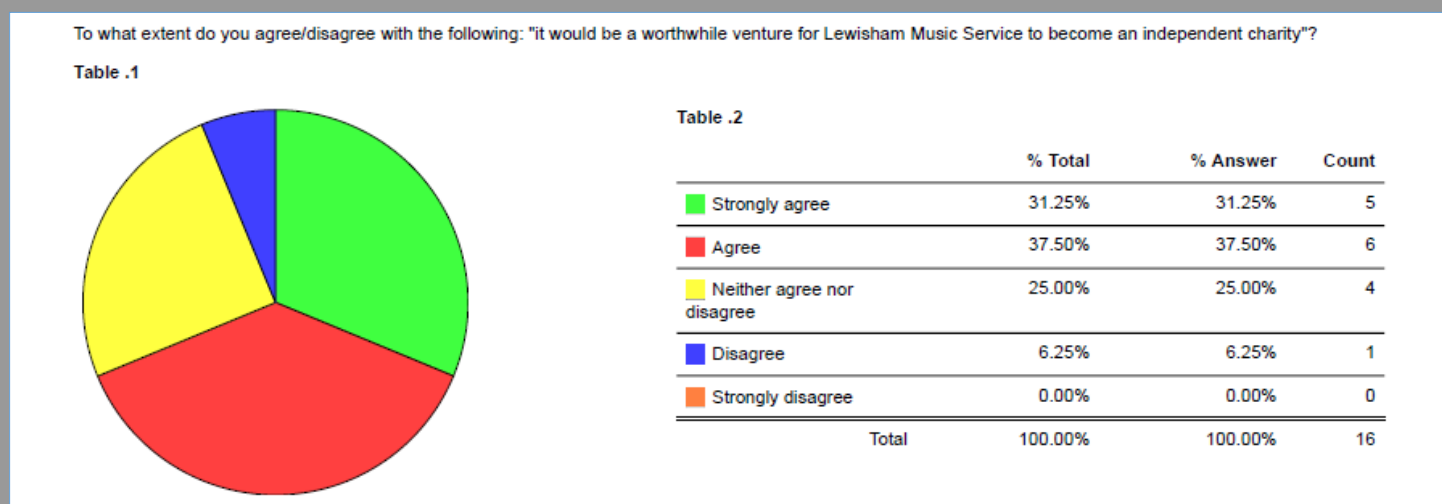 To what extent do you agree/disagree with the following: "it would be a worthwhile venture for Lewisham Music Service to become an independent charity"?
Table .1
Table .2
% Total % Answer Count
Strongly agree 31.25% 31.25% 5
Agree 37.50% 37.50% 6
Neither agree nor 25.00% 25.00% 4
disagree
Disagree 6.25% 6.25% 1
Strongly disagree 0.00% 0.00% 0
Total 100.00% 100.00% 16